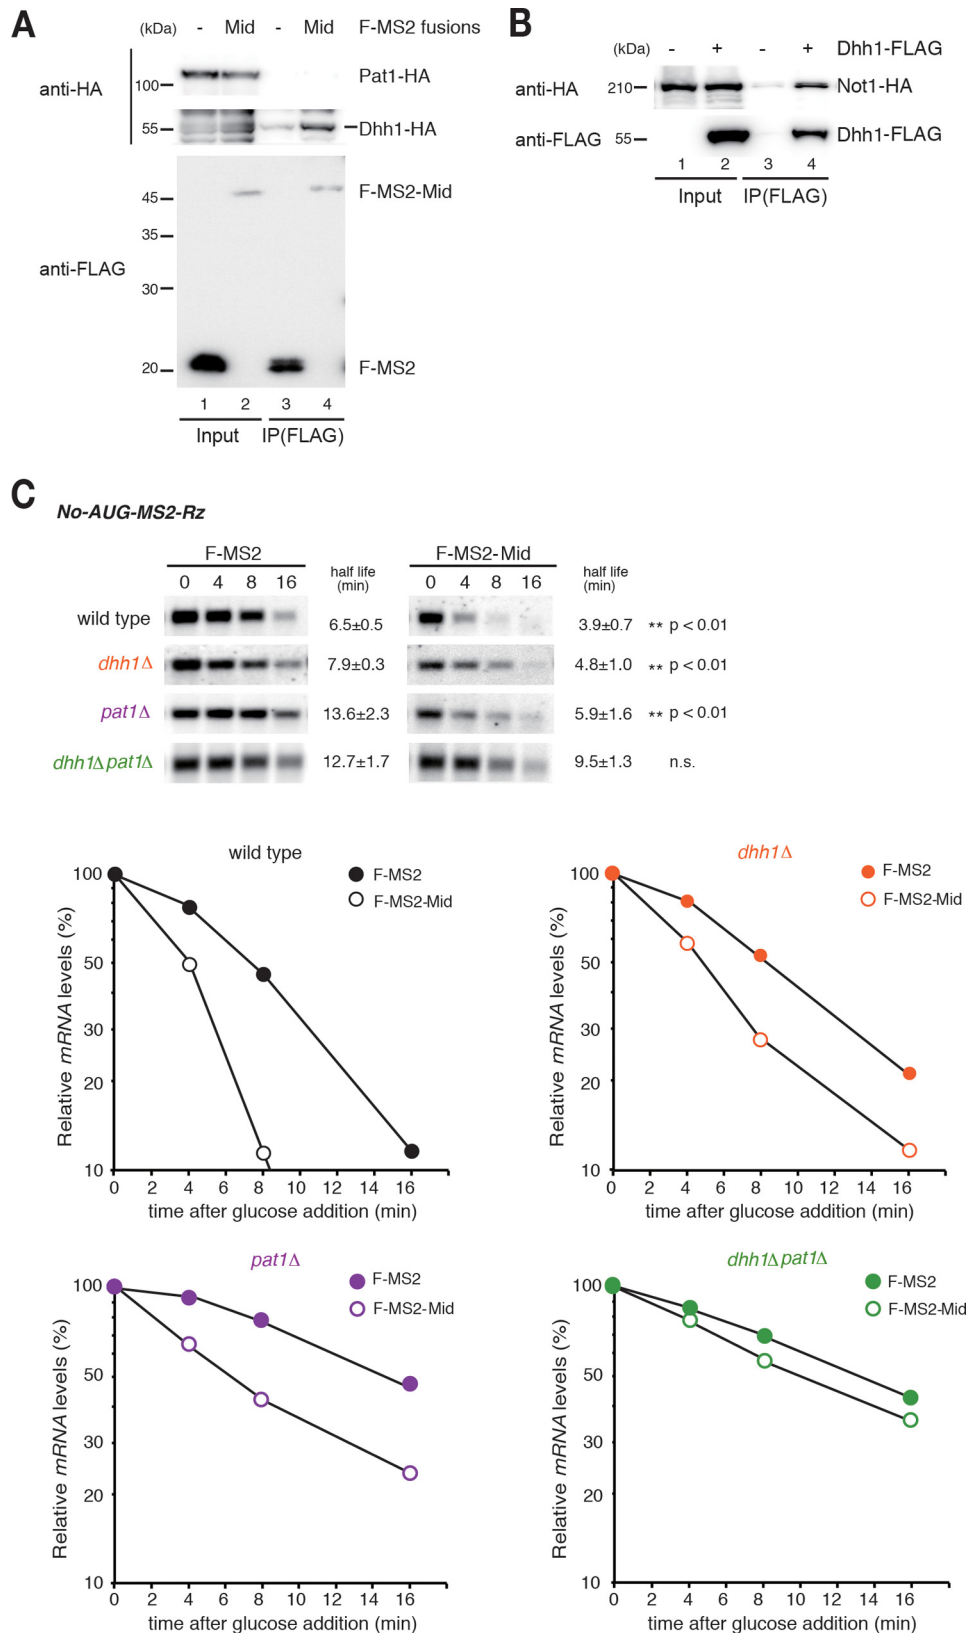 A
(kDa) - Mid - Mid F-MS2 fusions
anti-HA
100
Pat1-HA
55
Dhh1-HA
45
F-MS2-Mid
35
anti-FLAG
30
20
F-MS2
1 2 3 4
Input IP(FLAG)
B
(kDa) - + - + Dhh1-FLAG
anti-HA 210 Not1-HA
anti-FLAG 55 Dhh1-FLAG
1 2 3 4
Input IP(FLAG)
C
No-AUG-MS2-Rz
F-MS2 F-MS2-Mid
0 4 8 16 half life (min) 0 4 8 16 half life (min)
wild type 6.5±0.5 3.9±0.7 ** p < 0.01
dhh1Δ 7.9±0.3 4.8±1.0 ** p < 0.01
pat1Δ 13.6±2.3 5.9±1.6 ** p < 0.01
dhh1Δ pat1Δ 12.7±1.7 9.5±1.3 n.s.
wild type
F-MS2
F-MS2-Mid
Relative mRNA levels (%)
100
50
30
20
10
0 2 4 6 8 10 12 14 16
time after glucose addition (min)
dhh1Δ
F-MS2
F-MS2-Mid
Relative mRNA levels (%)
100
50
30
20
10
0 2 4 6 8 10 12 14 16
time after glucose addition (min)
pat1Δ
F-MS2
F-MS2-Mid
Relative mRNA levels (%)
100
50
30
20
10
0 2 4 6 8 10 12 14 16
time after glucose addition (min)
dhh1Δ pat1Δ
F-MS2
F-MS2-Mid
Relative mRNA levels (%)
100
50
30
20
10
0 2 4 6 8 10 12 14 16
time after glucose addition (min)